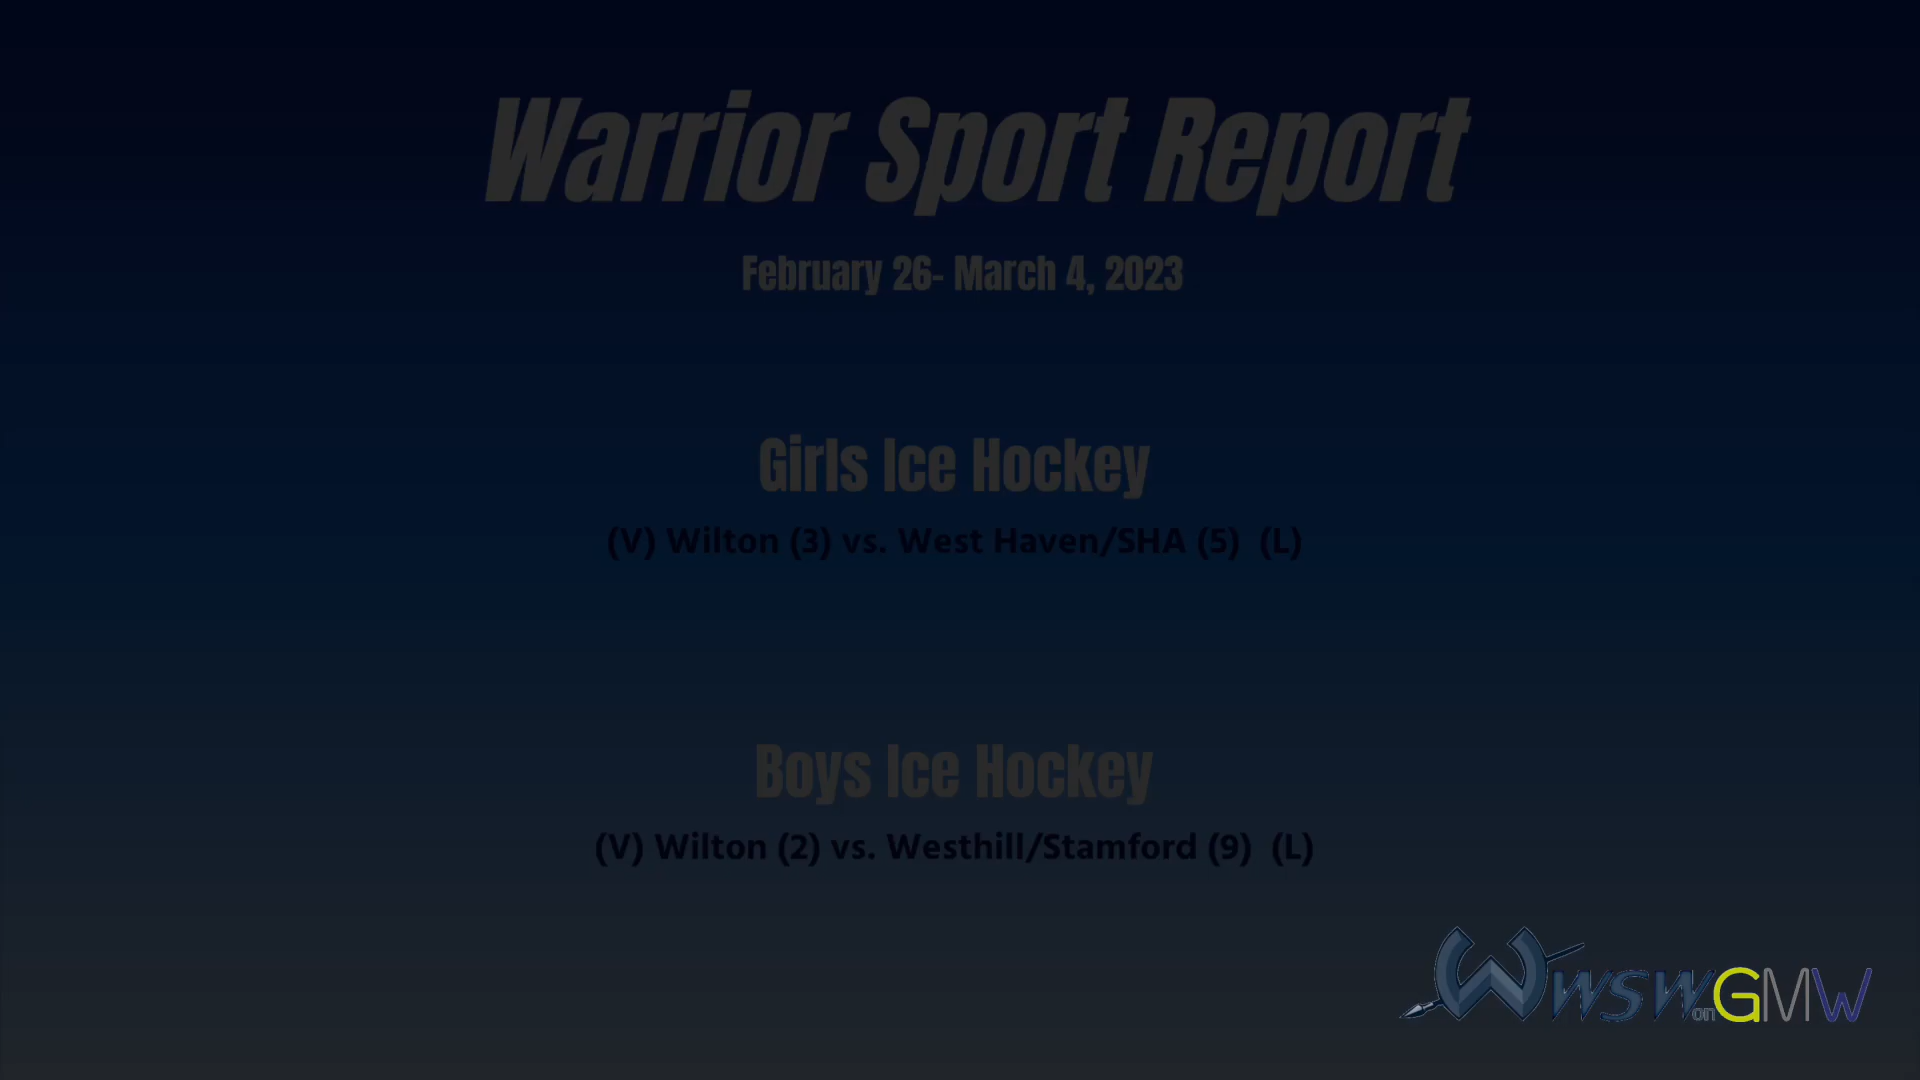 Warrior Sport Report
February 26- March 4, 2023
Girls Ice Hockey
(V) Wilton (3) vs. West Haven/SHA (5) (L)
Boys Ice Hockey
(V) Wilton (2) vs. Westhill/Stamford (9) (L)
W WSW on GMW